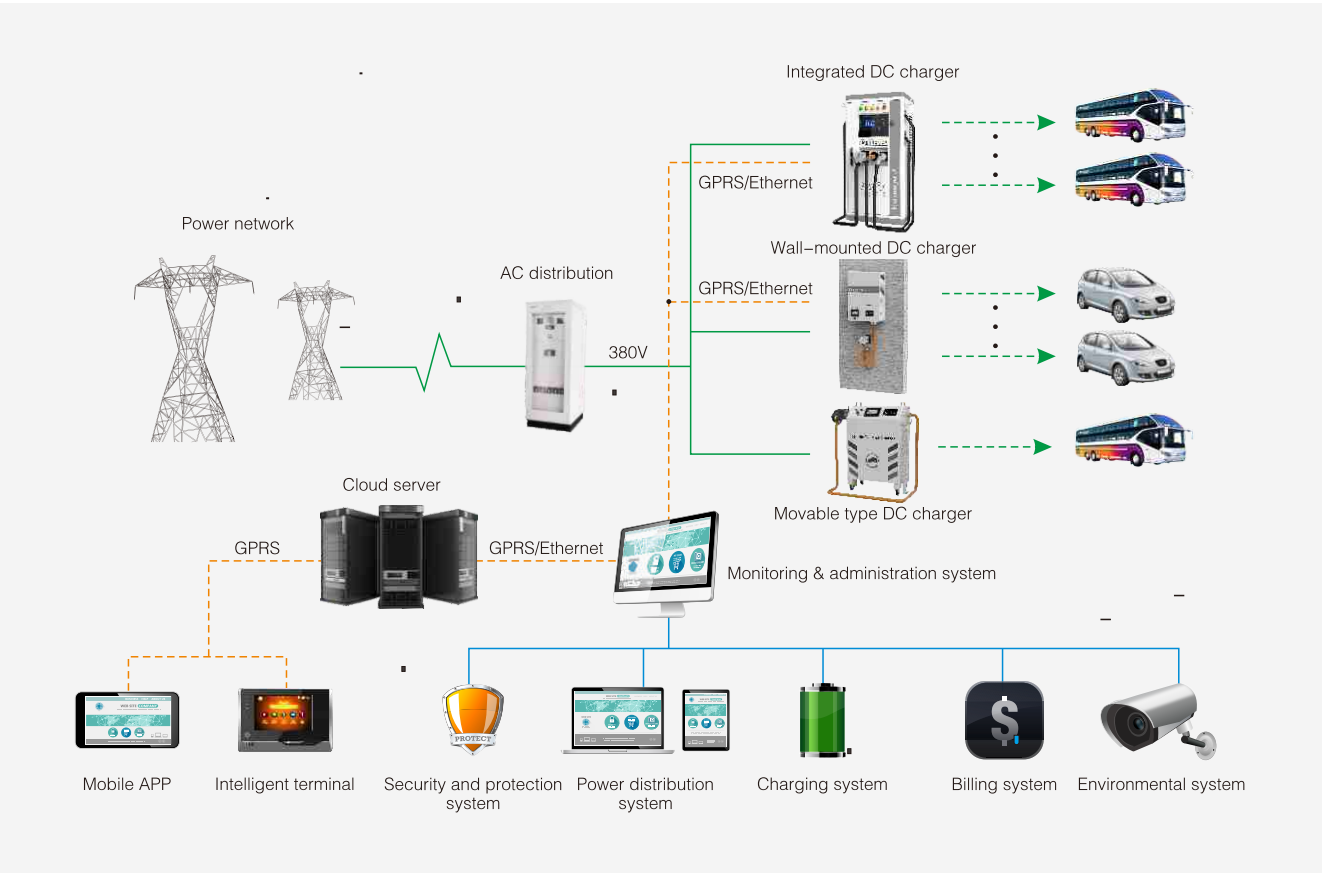 Integrated DC charger
GPRS/Ethernet
Power network
Wall-mounted DC charger
AC distribution
GPRS/Ethernet
380V
Cloud server
Movable type DC charger
GPRS
GPRS/Ethernet
Monitoring & administration system
PROTECT
$
Mobile APP
Intelligent terminal
Security and protection
system
Power distribution
system
Charging system
Billing system
Environmental system